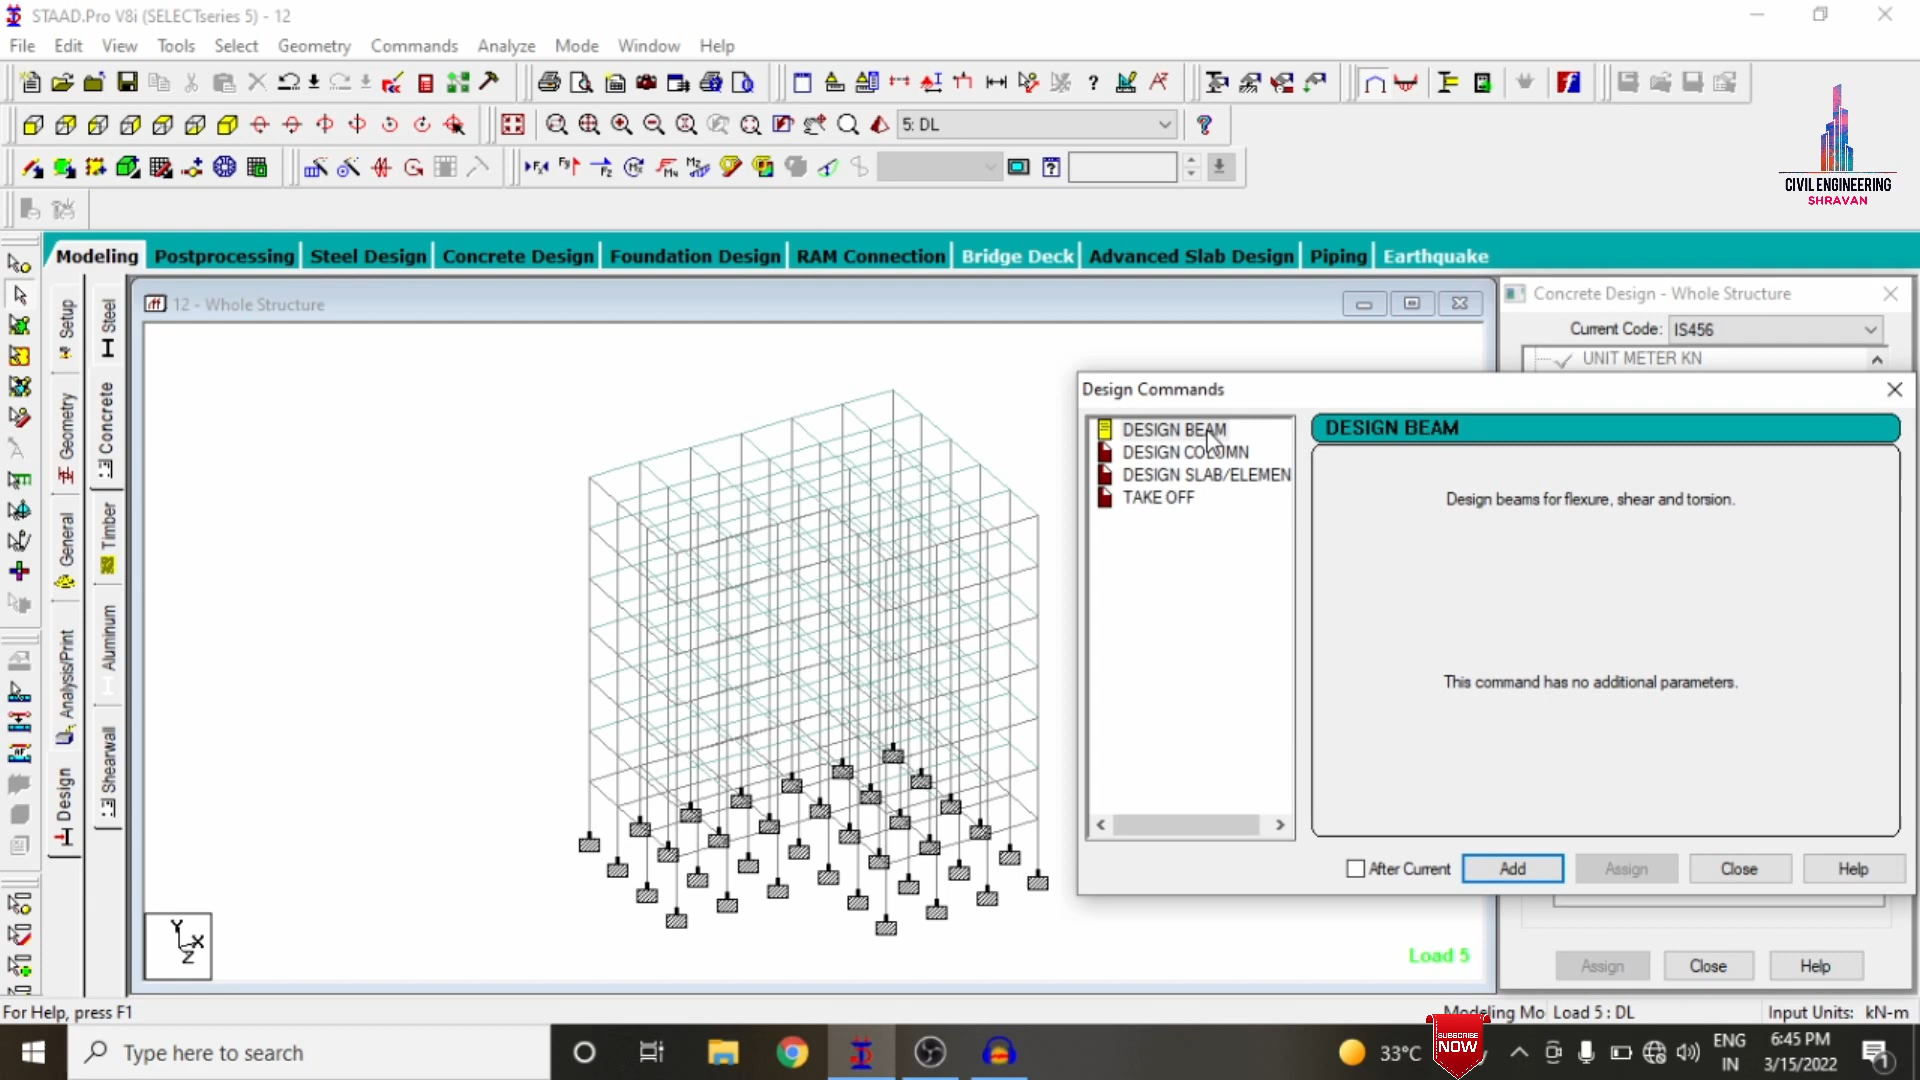 STAAD.Pro V8i (SELECTseries 5) - 12
File Edit View Tools Select Geometry Commands Analyze Mode Window Help
5: DL
CIVIL ENGINEERING
SHRAVAN
Modeling Postprocessing Steel Design Concrete Design Foundation Design RAM Connection Bridge Deck Advanced Slab Design Piping Earthquake
Setup
Geometry
General
Analysis/Print
Design
Steel
Concrete
Timber
Aluminum
Shearwall
12 - Whole Structure
Concrete Design - Whole Structure
Current Code: IS456
UNIT METER KN
Design Commands
DESIGN BEAM
DESIGN COLUMN
DESIGN SLAB/ELEMEN
TAKE OFF
DESIGN BEAM
Design beams for flexure, shear and torsion.
This command has no additional parameters.
After Current Add Assign Close Help
Y
X
Z
Load 5
Assign Close Help
For Help, press F1
Modeling Mo Load 5 : DL Input Units: kN-m
Type here to search
33°C
SUBSCRIBE
NOW
ENG
IN
6:45 PM
3/15/2022
1